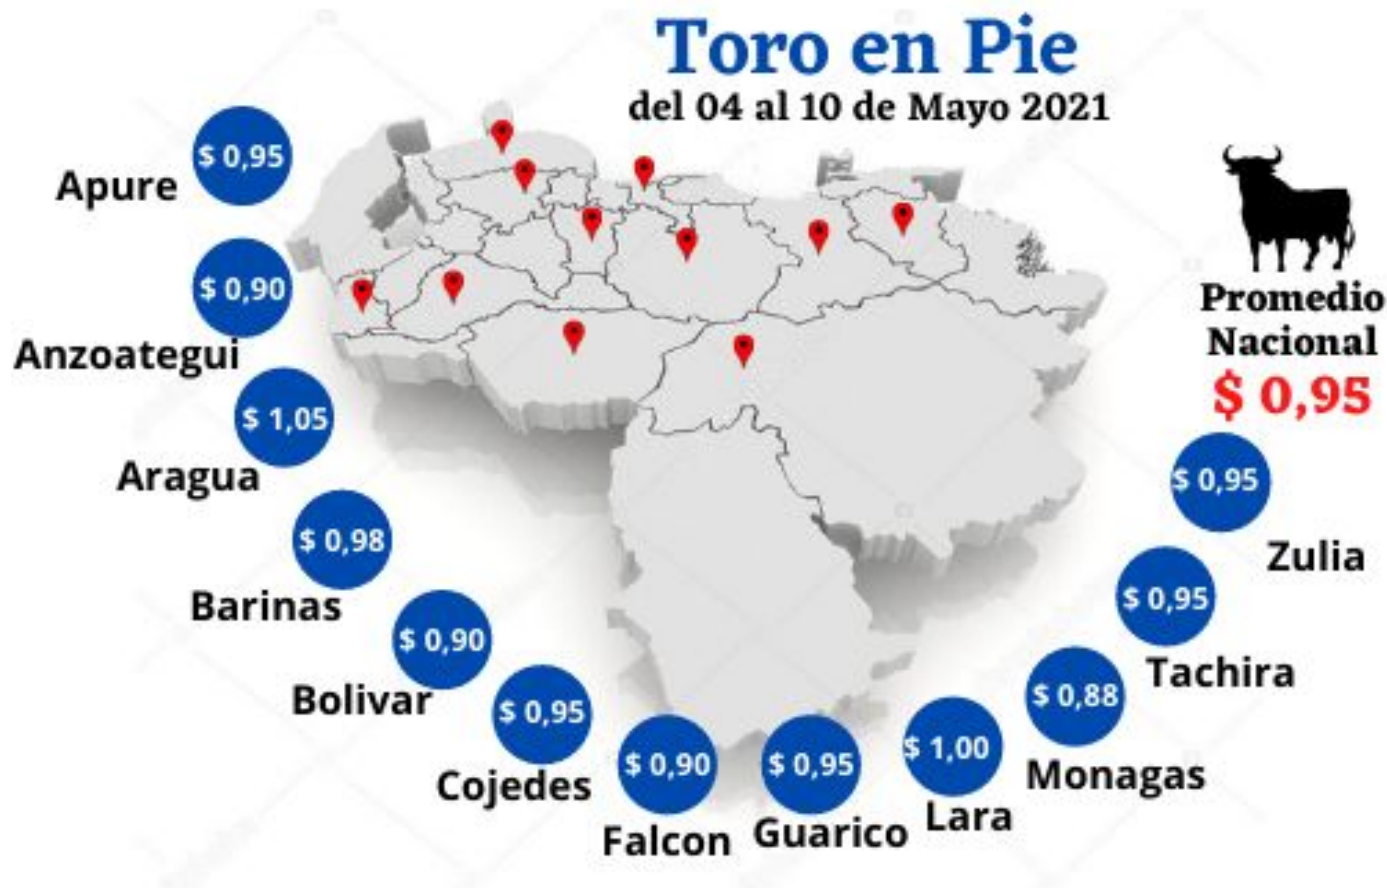 Toro en Pie
del 04 al 10 de Mayo 2021
$ 0,95
Apure
$ 0,90
Anzoategui
$ 1,05
Aragua
$ 0,98
Barinas
$ 0,90
Bolivar
$ 0,95
Cojedes
$ 0,90
Falcon
$ 0,95
Guarico
$ 1,00
Lara
$ 0,88
Monagas
$ 0,95
Tachira
$ 0,95
Zulia
Promedio
Nacional
$ 0,95